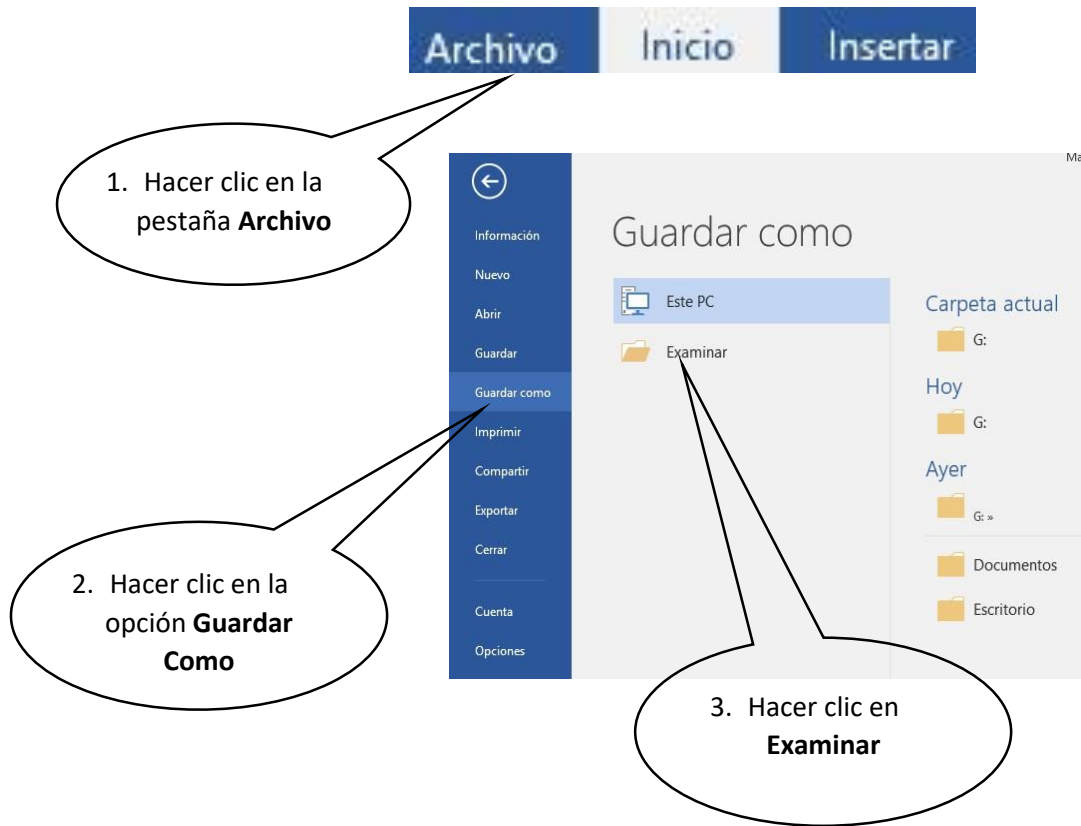 Archivo Inicio Insertar
1. Hacer clic en la
pestaña Archivo
Ma
Guardar como
Información
Nuevo
Abrir
Guardar
Guardar como
Imprimir
Compartir
Exportar
Cerrar
Cuenta
Opciones
Este PC
Examinar
Carpeta actual
G:
Hoy
G:
Ayer
G: »
Documentos
Escritorio
2. Hacer clic en la
opción Guardar
Como
3. Hacer clic en
Examinar